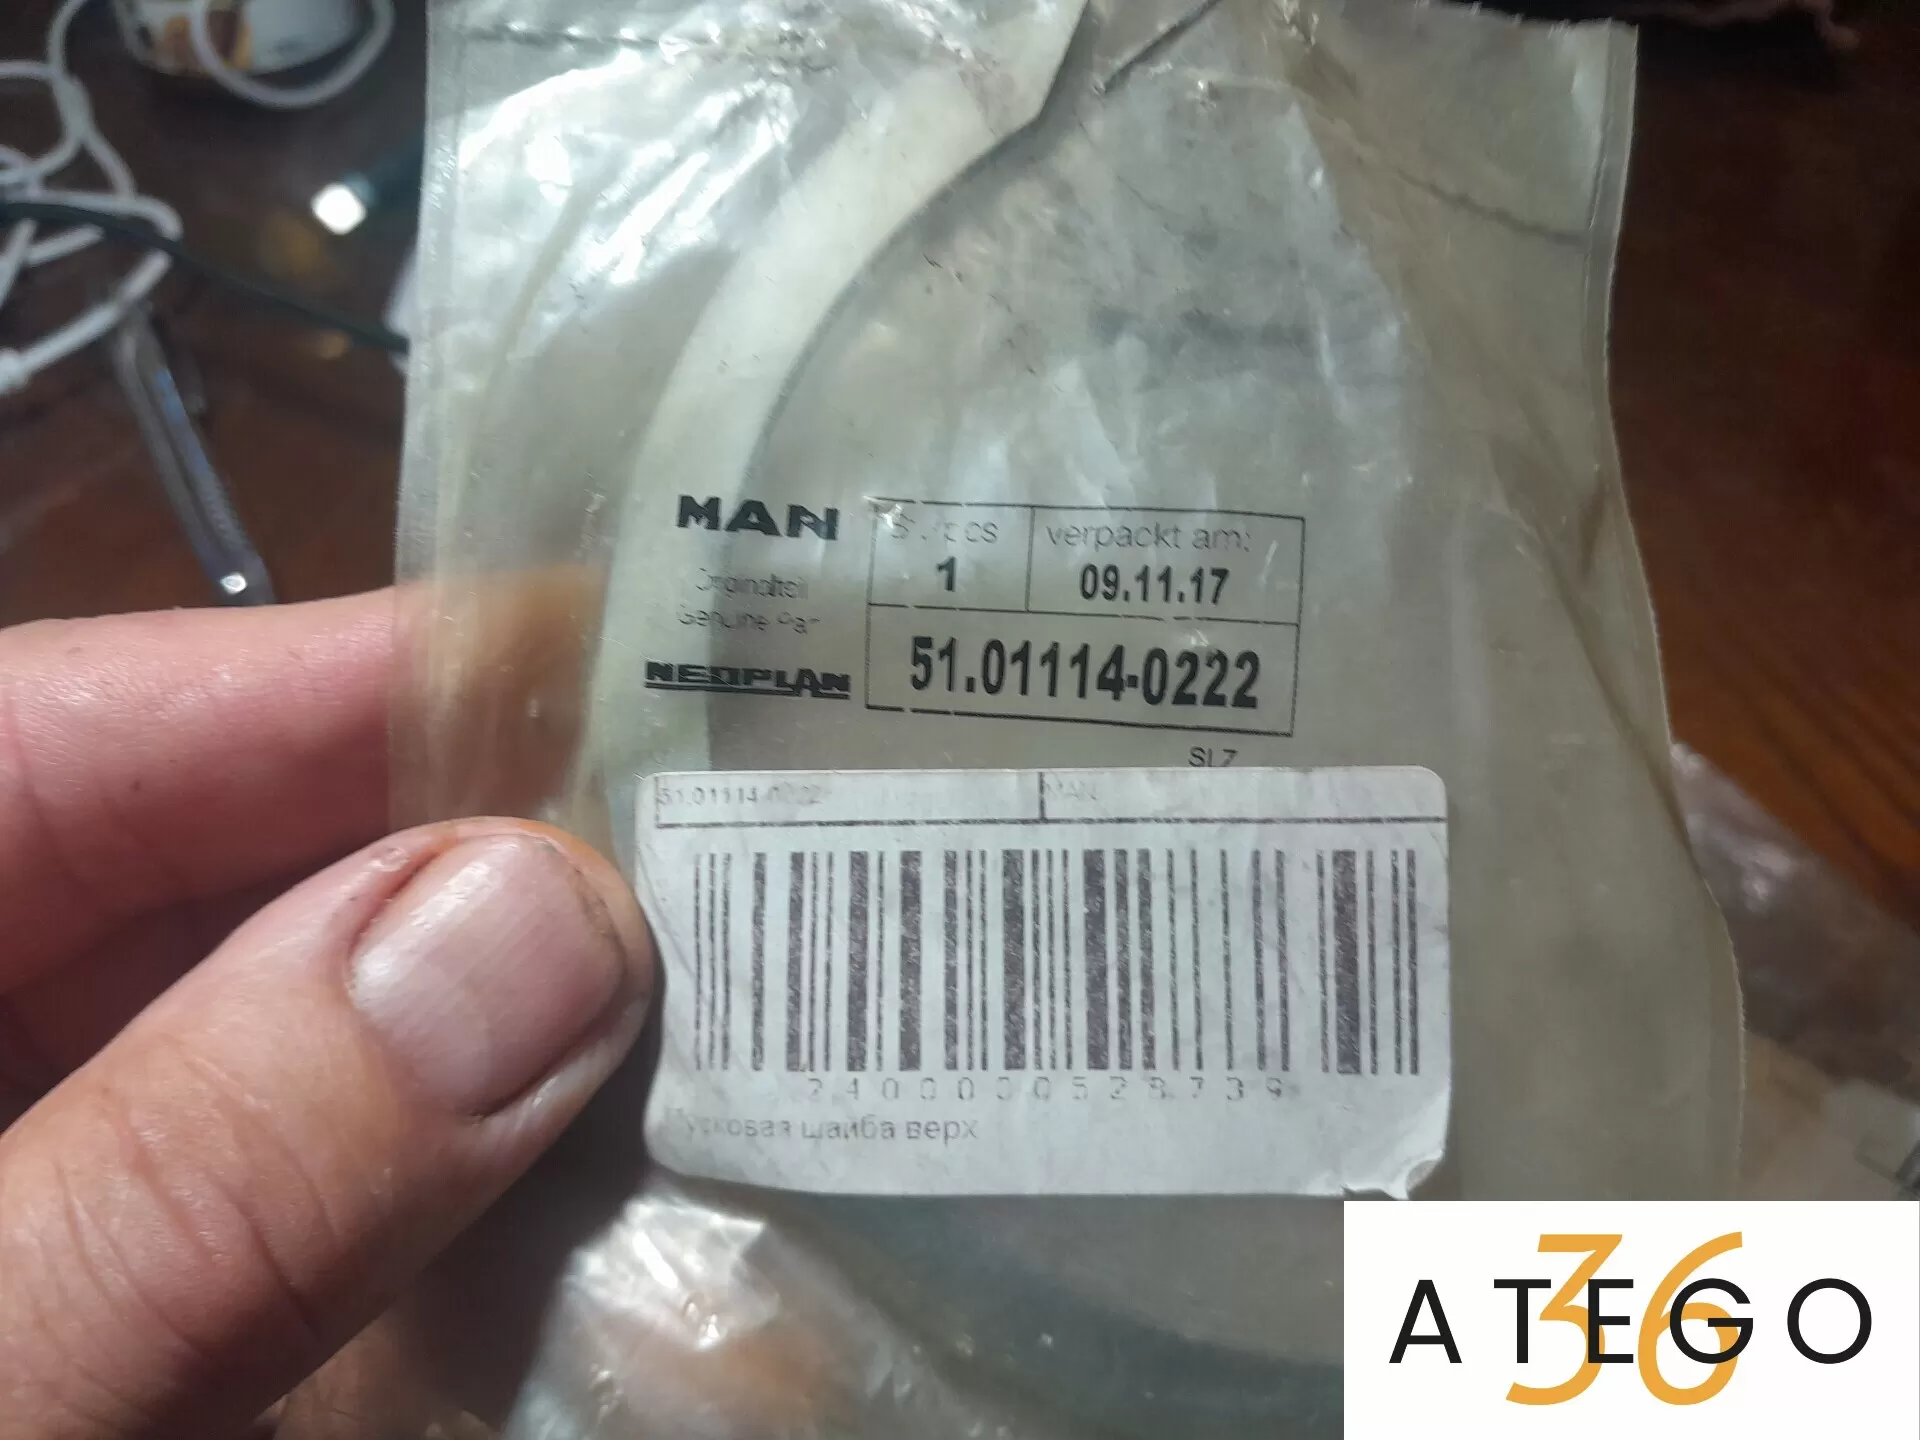 MAN
Originalteil
Genuine Part
NEOPLAN
pcs
verpackt am:
1
09.11.17
51.01114-0222
SLZ
51.01114-0222
MAN
2400000528739
шайба верх
ATEGO
36